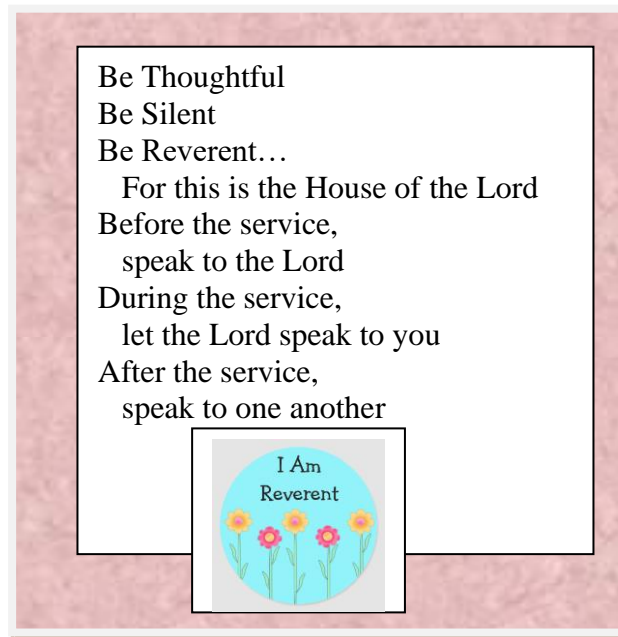 Be Thoughtful
Be Silent
Be Reverent…
For this is the House of the Lord
Before the service,
speak to the Lord
During the service,
let the Lord speak to you
After the service,
speak to one another
I Am
Reverent